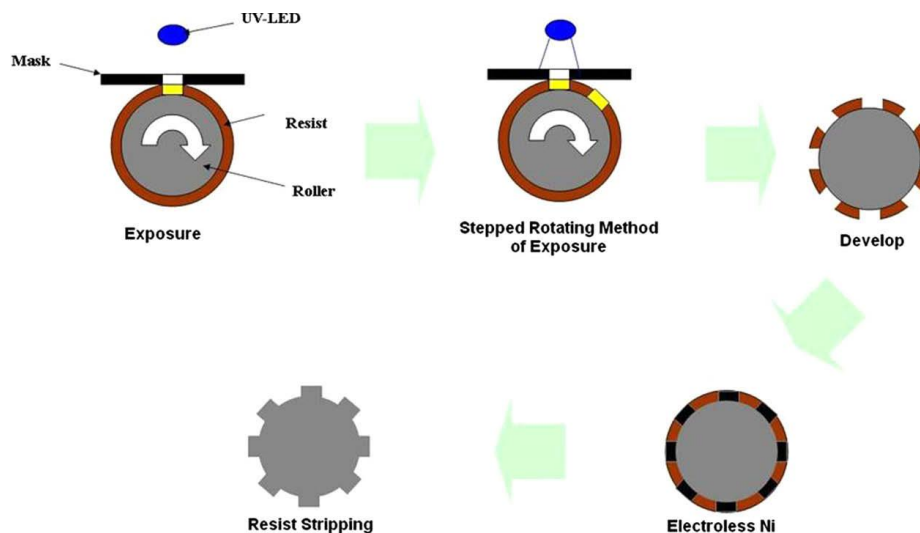 UV-LED
Mask
Resist
Roller
Exposure
Stepped Rotating Method
of Exposure
Develop
Resist Stripping
Electroless Ni